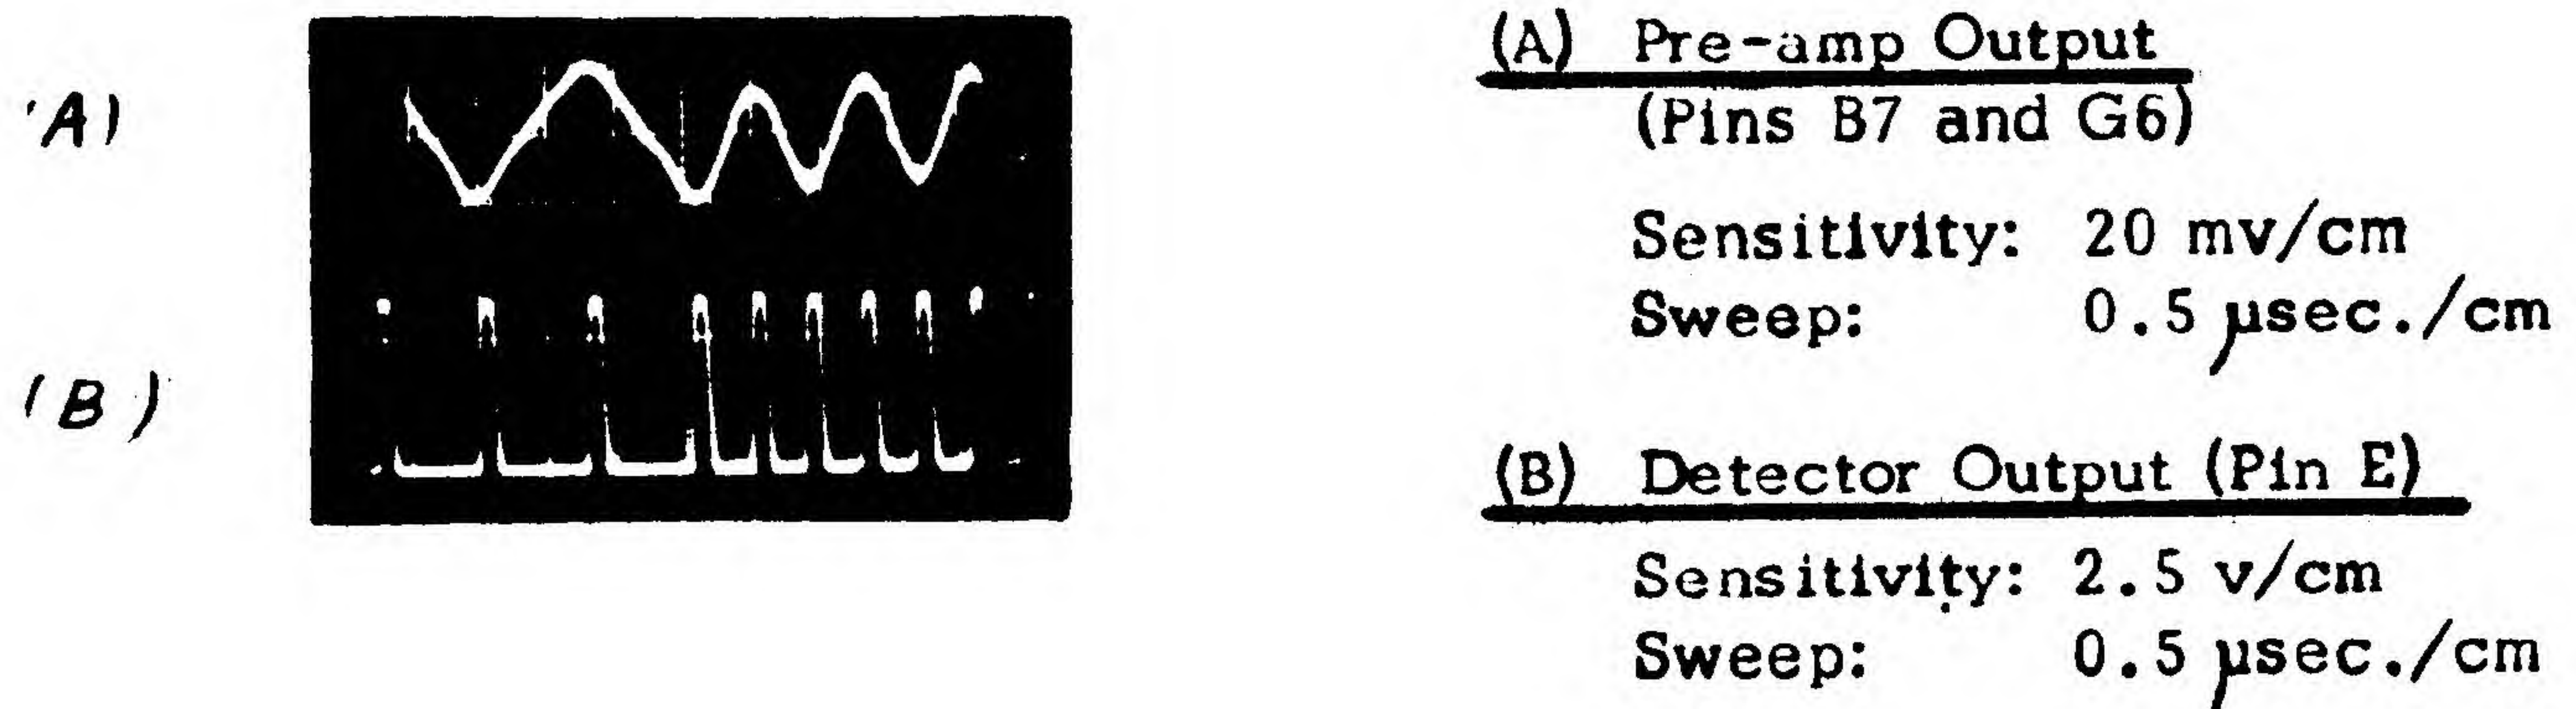 (A)
(B)
(A) Pre-amp Output
(Pins B7 and G6)
Sensitivity: 20 mv/cm
Sweep: 0.5 µsec./cm
(B) Detector Output (Pin E)
Sensitivity: 2.5 v/cm
Sweep: 0.5 µsec./cm